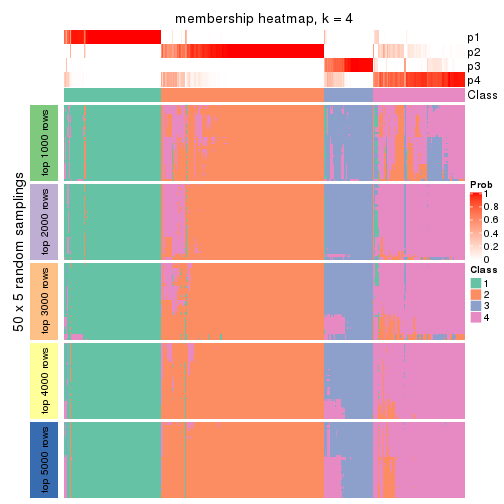 membership heatmap, k = 4
p1
p2
p3
p4
Class
50 x 5 random samplings
top 1000 rows
top 2000 rows
top 3000 rows
top 4000 rows
top 5000 rows
Prob
1
0.8
0.6
0.4
0.2
0
Class
1
2
3
4